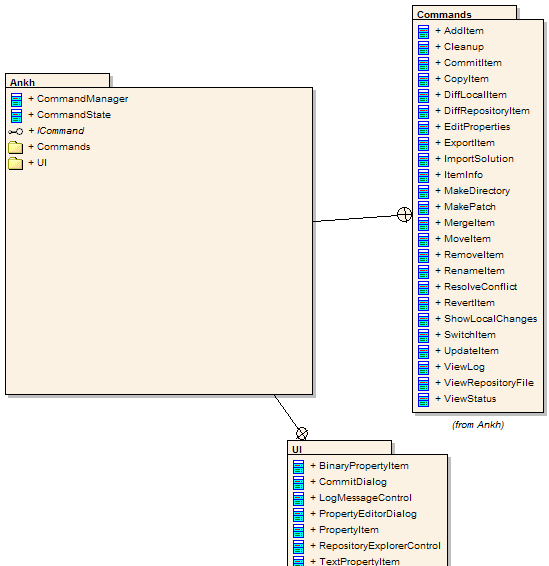 Ankh
+ CommandManager
+ CommandState
+ ICommand
+ Commands
+ UI
Commands
+ AddItem
+ Cleanup
+ CommitItem
+ CopyItem
+ DiffLocalItem
+ DiffRepositoryItem
+ EditProperties
+ ExportItem
+ ImportSolution
+ ItemInfo
+ MakeDirectory
+ MakePatch
+ MergeItem
+ MoveItem
+ RemoveItem
+ RenameItem
+ ResolveConflict
+ RevertItem
+ ShowLocalChanges
+ SwitchItem
+ UpdateItem
+ ViewLog
+ ViewRepositoryFile
+ ViewStatus
(from Ankh)
UI
+ BinaryPropertyItem
+ CommitDialog
+ LogMessageControl
+ PropertyEditorDialog
+ PropertyItem
+ RepositoryExplorerControl
+ TextPropertyItem